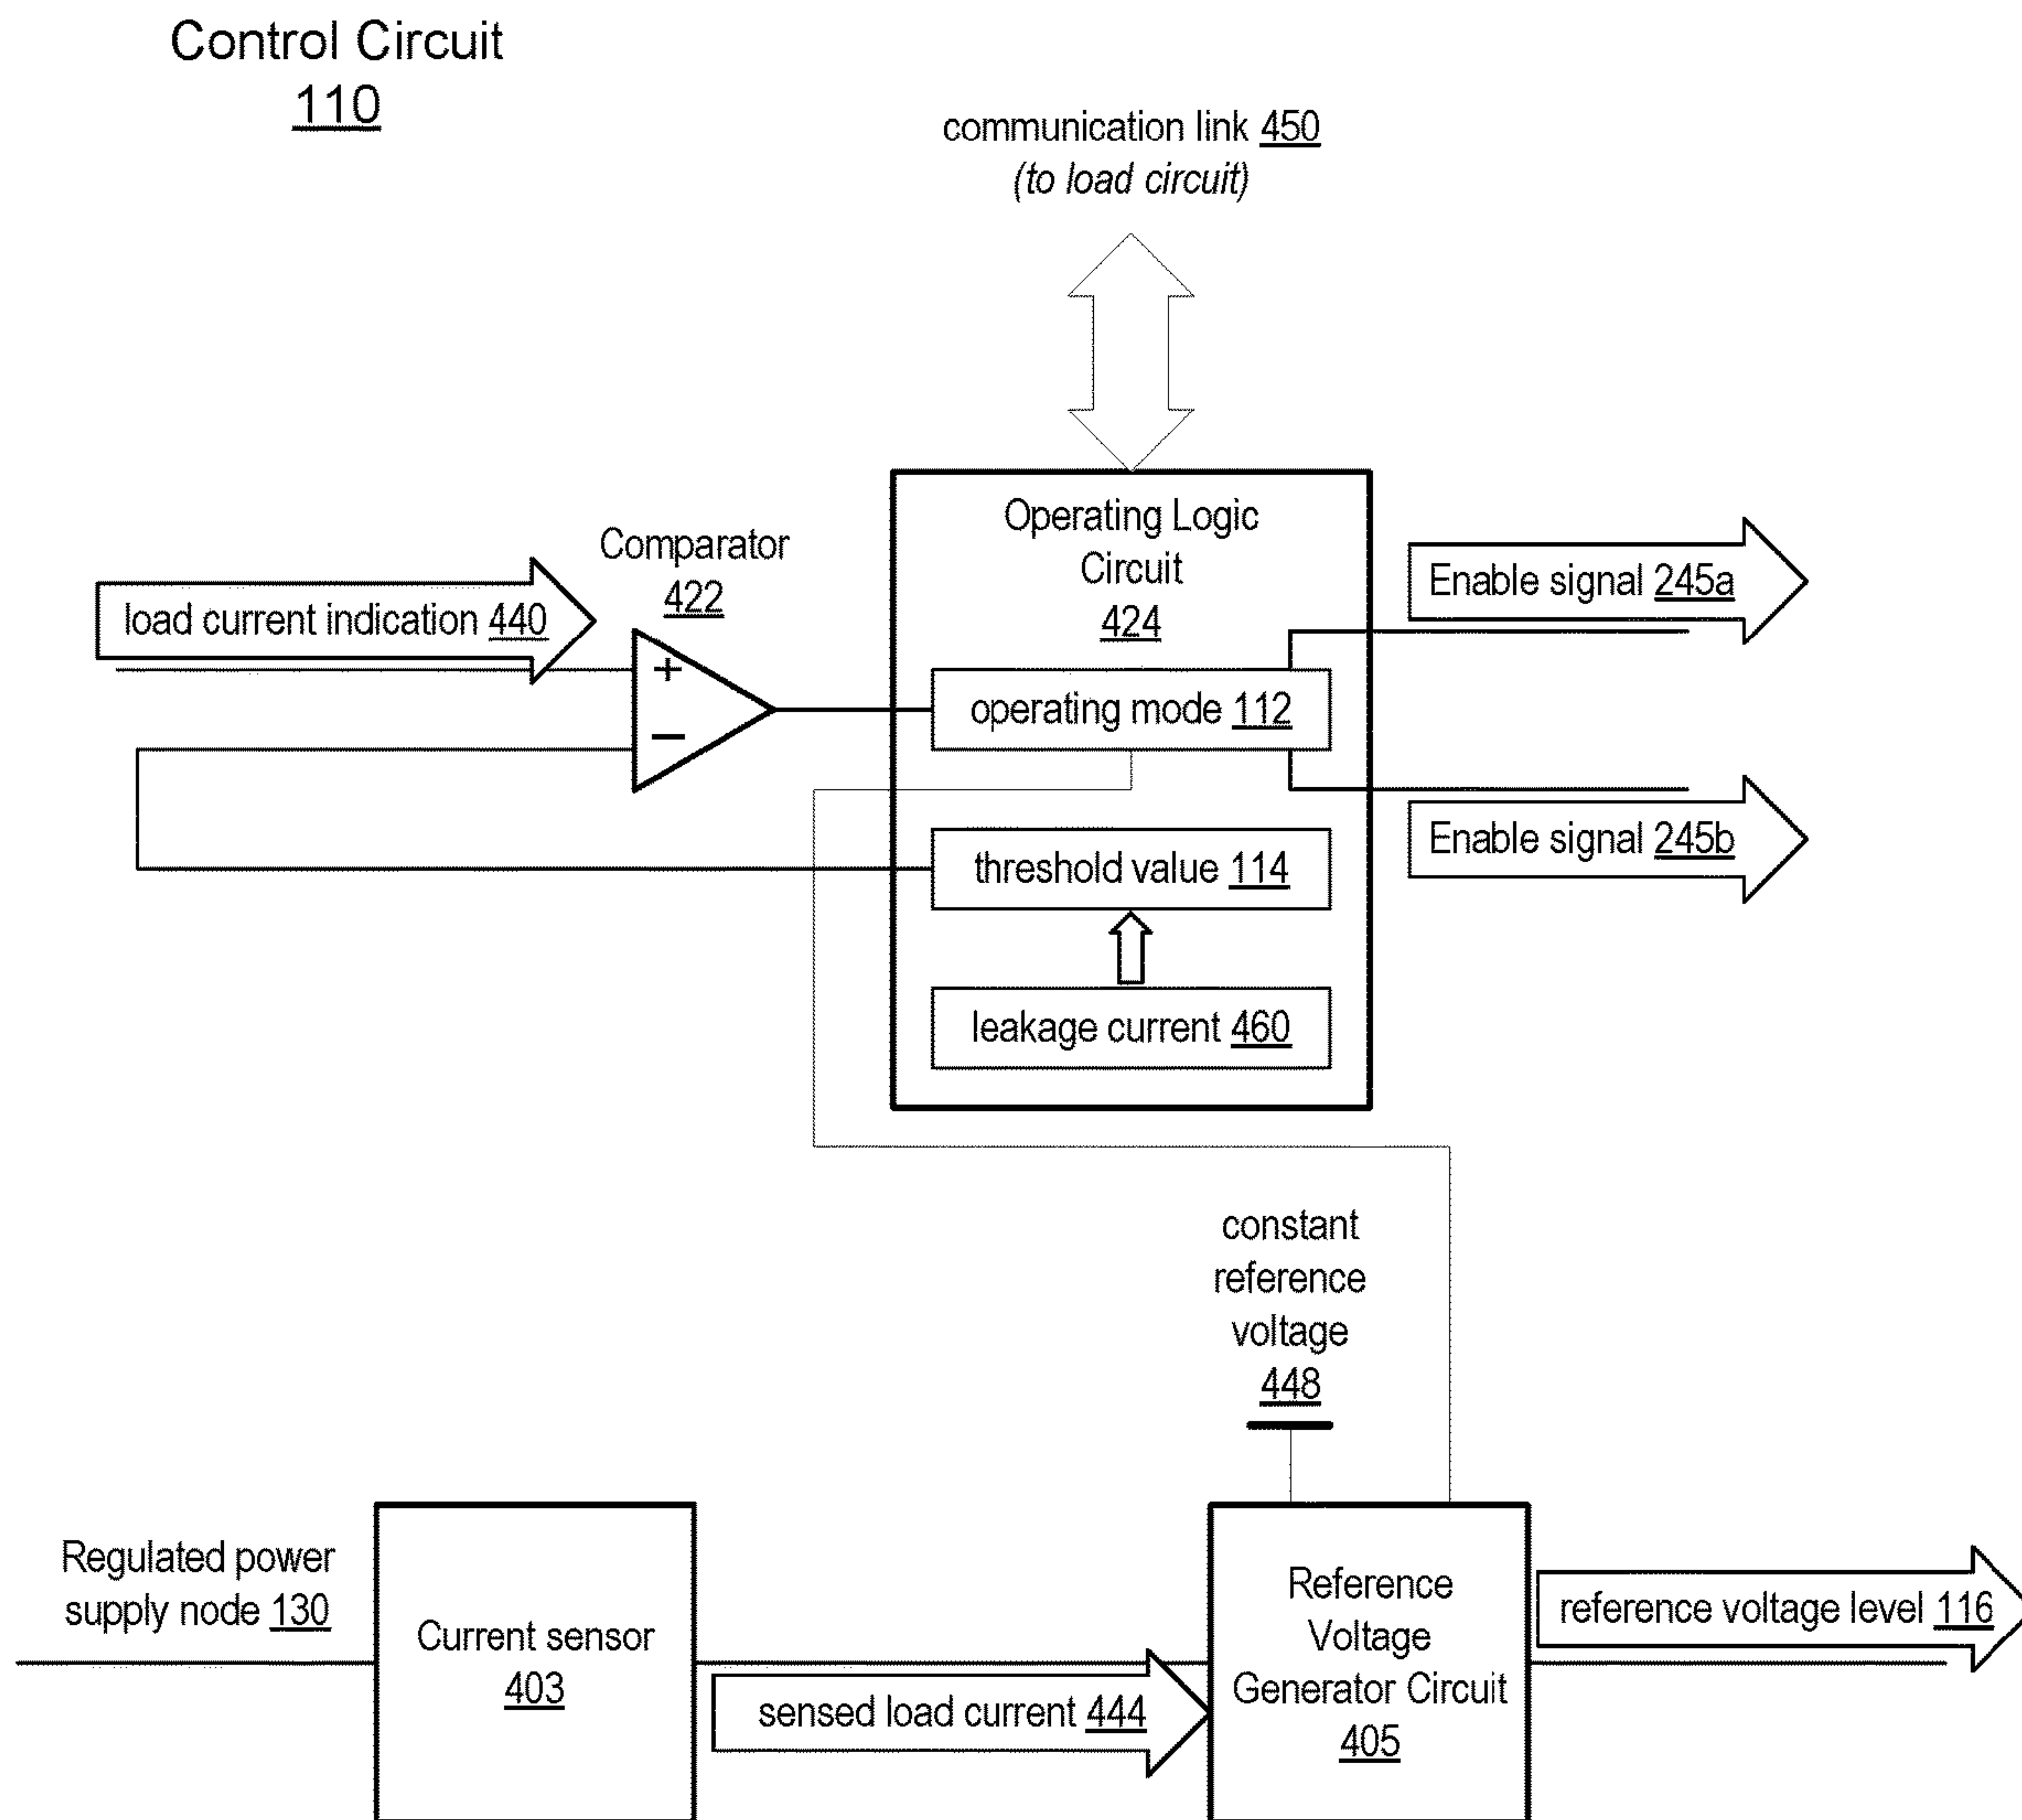 Control Circuit
110
communication link 450
(to load circuit)
Operating Logic
Circuit
424
Comparator
422
load current indication 440
Enable signal 245a
+
−
operating mode 112
Enable signal 245b
threshold value 114
leakage current 460
constant
reference
voltage
448
Regulated power
supply node 130
Current sensor
403
sensed load current 444
Reference
Voltage
Generator Circuit
405
reference voltage level 116